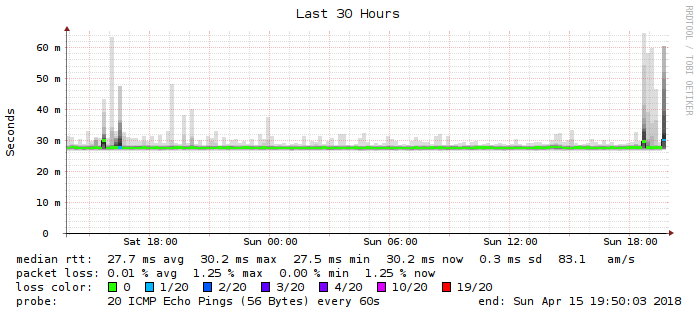 Last 30 Hours
RRDTOOL / TOBI OETIKER
Seconds
60 m
50 m
40 m
30 m
20 m
10 m
0
Sat 18:00 Sun 00:00 Sun 06:00 Sun 12:00 Sun 18:00
median rtt: 27.7 ms avg 30.2 ms max 27.5 ms min 30.2 ms now 0.3 ms sd 83.1 am/s
packet loss: 0.01 % avg 1.25 % max 0.00 % min 1.25 % now
loss color: 0 1/20 2/20 3/20 4/20 10/20 19/20
probe: 20 ICMP Echo Pings (56 Bytes) every 60s end: Sun Apr 15 19:50:03 2018